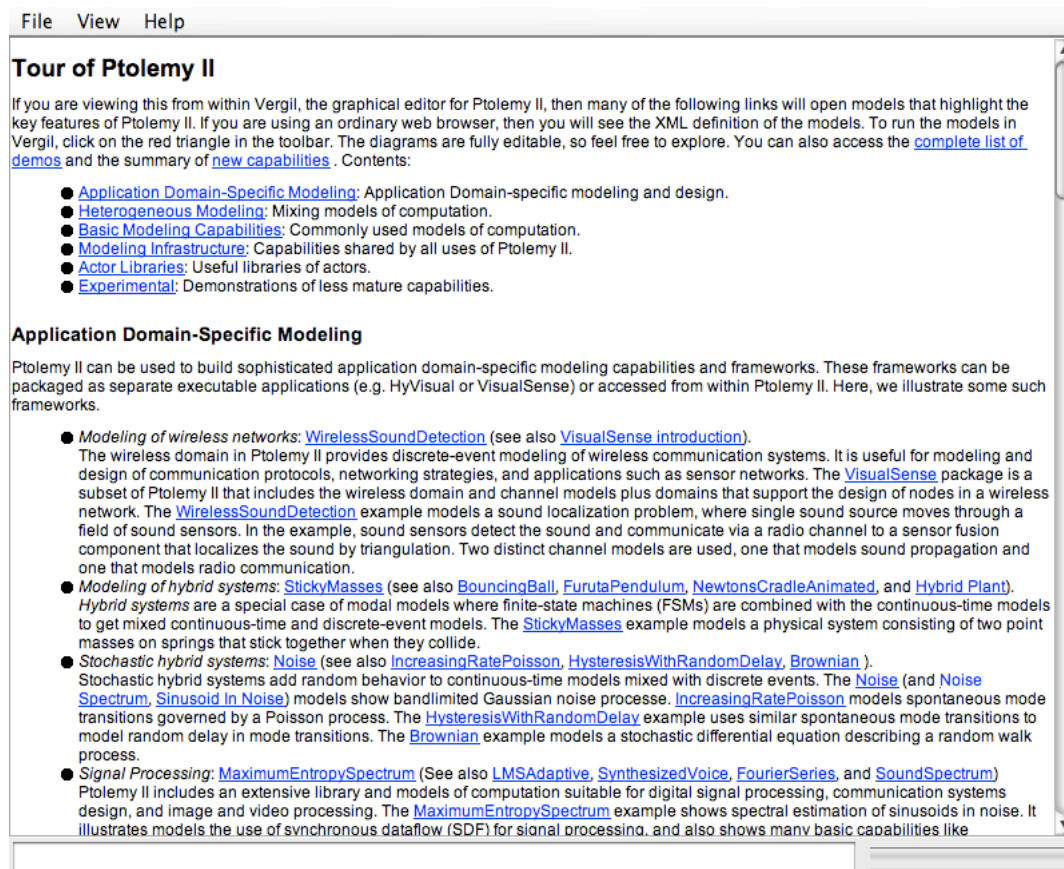 File View Help
Tour of Ptolemy II
If you are viewing this from within Vergil, the graphical editor for Ptolemy II, then many of the following links will open models that highlight the
key features of Ptolemy II. If you are using an ordinary web browser, then you will see the XML definition of the models. To run the models in
Vergil, click on the red triangle in the toolbar. The diagrams are fully editable, so feel free to explore. You can also access the complete list of
demos and the summary of new capabilities . Contents:
Application Domain-Specific Modeling: Application Domain-specific modeling and design.
Heterogeneous Modeling: Mixing models of computation.
Basic Modeling Capabilities: Commonly used models of computation.
Modeling Infrastructure: Capabilities shared by all uses of Ptolemy II.
Actor Libraries: Useful libraries of actors.
Experimental: Demonstrations of less mature capabilities.
Application Domain-Specific Modeling
Ptolemy II can be used to build sophisticated application domain-specific modeling capabilities and frameworks. These frameworks can be
packaged as separate executable applications (e.g. HyVisual or VisualSense) or accessed from within Ptolemy II. Here, we illustrate some such
frameworks.
Modeling of wireless networks: WirelessSoundDetection (see also VisualSense introduction).
The wireless domain in Ptolemy II provides discrete-event modeling of wireless communication systems. It is useful for modeling and
design of communication protocols, networking strategies, and applications such as sensor networks. The VisualSense package is a
subset of Ptolemy II that includes the wireless domain and channel models plus domains that support the design of nodes in a wireless
network. The WirelessSoundDetection example models a sound localization problem, where single sound source moves through a
field of sound sensors. In the example, sound sensors detect the sound and communicate via a radio channel to a sensor fusion
component that localizes the sound by triangulation. Two distinct channel models are used, one that models sound propagation and
one that models radio communication.
Modeling of hybrid systems: StickyMasses (see also BouncingBall, FurutaPendulum, NewtonsCradleAnimated, and Hybrid Plant).
Hybrid systems are a special case of modal models where finite-state machines (FSMs) are combined with the continuous-time models
to get mixed continuous-time and discrete-event models. The StickyMasses example models a physical system consisting of two point
masses on springs that stick together when they collide.
Stochastic hybrid systems: Noise (see also IncreasingRatePoisson, HysteresisWithRandomDelay, Brownian ).
Stochastic hybrid systems add random behavior to continuous-time models mixed with discrete events. The Noise (and Noise
Spectrum, Sinusoid In Noise) models show bandlimited Gaussian noise processe. IncreasingRatePoisson models spontaneous mode
transitions governed by a Poisson process. The HysteresisWithRandomDelay example uses similar spontaneous mode transitions to
model random delay in mode transitions. The Brownian example models a stochastic differential equation describing a random walk
process.
Signal Processing: MaximumEntropySpectrum (See also LMSAdaptive, SynthesizedVoice, FourierSeries, and SoundSpectrum)
Ptolemy II includes an extensive library and models of computation suitable for digital signal processing, communication systems
design, and image and video processing. The MaximumEntropySpectrum example shows spectral estimation of sinusoids in noise. It
illustrates models the use of synchronous dataflow (SDF) for signal processing, and also shows many basic capabilities like